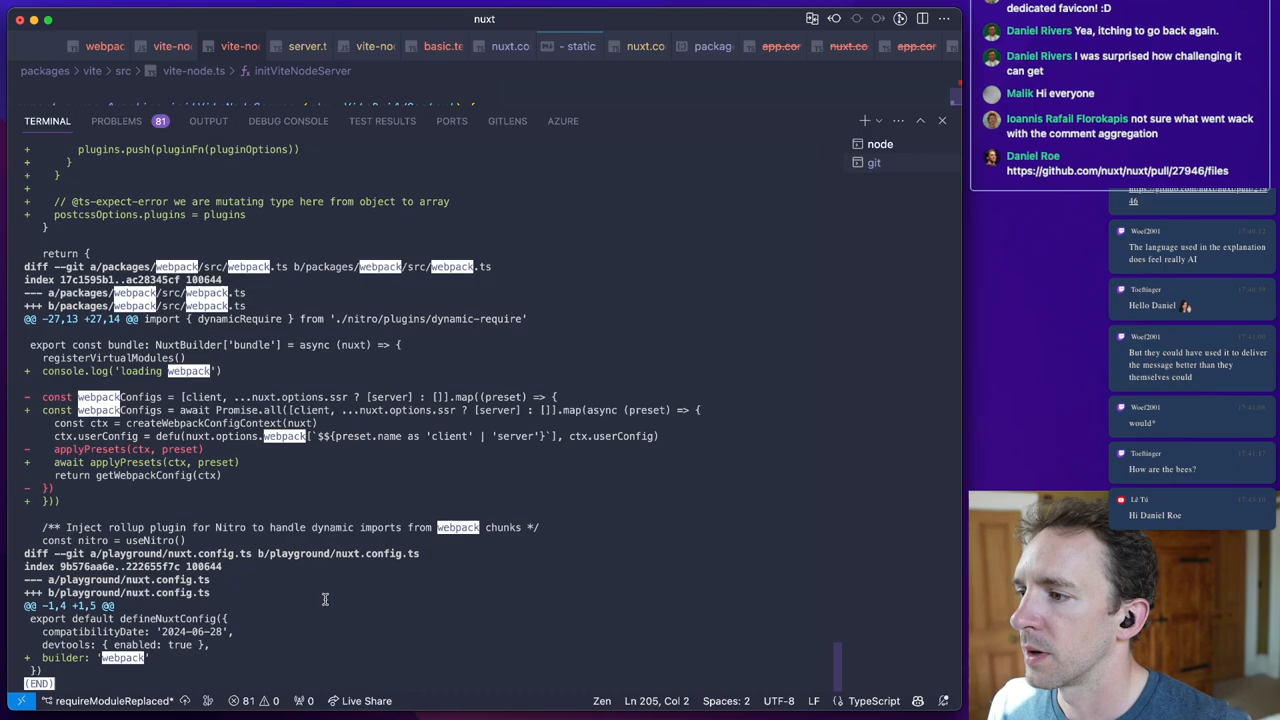 nuxt
webpac
vite-no
vite-no
server.t
vite-no
basic.te
nuxt.co
- static
nuxt.co
packag
app.cor
nuxt.co
app.cor
packages > vite > src > vite-node.ts > initViteNodeServer
TERMINAL
PROBLEMS 81
OUTPUT
DEBUG CONSOLE
TEST RESULTS
PORTS
GITLENS
AZURE
node
git
+ plugins.push(pluginFn(pluginOptions))
+ }
+ }
+
+ // @ts-expect-error we are mutating type here from object to array
+ postcssOptions.plugins = plugins
}
return {
diff --git a/packages/webpack/src/webpack.ts b/packages/webpack/src/webpack.ts
index 17c1595b1..ac28345cf 100644
--- a/packages/webpack/src/webpack.ts
+++ b/packages/webpack/src/webpack.ts
@@ -27,13 +27,14 @@ import { dynamicRequire } from './nitro/plugins/dynamic-require'
export const bundle: NuxtBuilder['bundle'] = async (nuxt) => {
registerVirtualModules()
+ console.log('loading webpack')
- const webpackConfigs = [client, ...nuxt.options.ssr ? [server] : []].map((preset) => {
+ const webpackConfigs = await Promise.all([client, ...nuxt.options.ssr ? [server] : []].map(async (preset) => {
const ctx = createWebpackConfigContext(nuxt)
ctx.userConfig = defu(nuxt.options.webpack[`$${preset.name as 'client' | 'server'}`], ctx.userConfig)
- applyPresets(ctx, preset)
+ await applyPresets(ctx, preset)
return getWebpackConfig(ctx)
- })
+ }))
/** Inject rollup plugin for Nitro to handle dynamic imports from webpack chunks */
const nitro = useNitro()
diff --git a/playground/nuxt.config.ts b/playground/nuxt.config.ts
index 9b576aa6e..222655f7c 100644
--- a/playground/nuxt.config.ts
+++ b/playground/nuxt.config.ts
@@ -1,4 +1,5 @@
export default defineNuxtConfig({
compatibilityDate: '2024-06-28',
devtools: { enabled: true },
+ builder: 'webpack'
})
(END)
requireModuleReplaced*
81
0
0
Live Share
Zen
Ln 205, Col 2
Spaces: 2
UTF-8
LF
TypeScript
dedicated favicon! :D
Daniel Rivers Yea, itching to go back again.
Daniel Rivers I was surprised how challenging it
can get
Malik Hi everyone
Ioannis Rafail Florokapis not sure what went wack
with the comment aggregation
Daniel Roe
https://github.com/nuxt/nuxt/pull/27946/files
46
Woef2001 17:40:12
The language used in the explanation
does feel really AI
Toeflinger
Hello Daniel
Woef2001
But they could have used it to deliver
the message better than they
themselves could
Woef2001
would*
Toeflinger
How are the bees?
Lê Tú
Hi Daniel Roe